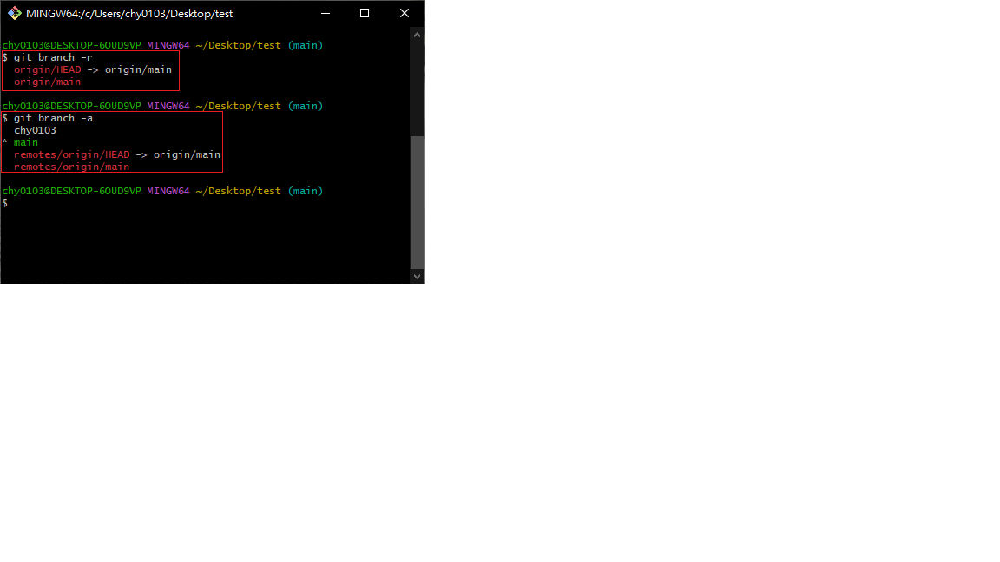 MINGW64:/c/Users/chy0103/Desktop/test
chy0103@DESKTOP-6OUD9VP MINGW64 ~/Desktop/test (main)
$ git branch -r
  origin/HEAD -> origin/main
  origin/main
chy0103@DESKTOP-6OUD9VP MINGW64 ~/Desktop/test (main)
$ git branch -a
  chy0103
* main
  remotes/origin/HEAD -> origin/main
  remotes/origin/main
chy0103@DESKTOP-6OUD9VP MINGW64 ~/Desktop/test (main)
$